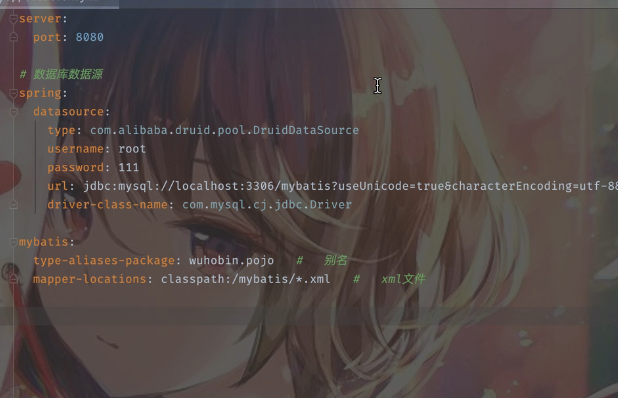 server:
  port: 8080
# 数据库数据源
spring:
  datasource:
    type: com.alibaba.druid.pool.DruidDataSource
    username: root
    password: 111
    url: jdbc:mysql://localhost:3306/mybatis?useUnicode=true&characterEncoding=utf-8&
    driver-class-name: com.mysql.cj.jdbc.Driver
mybatis:
  type-aliases-package: wuhobin.pojo   #   别名
  mapper-locations: classpath:/mybatis/*.xml   #   xml文件